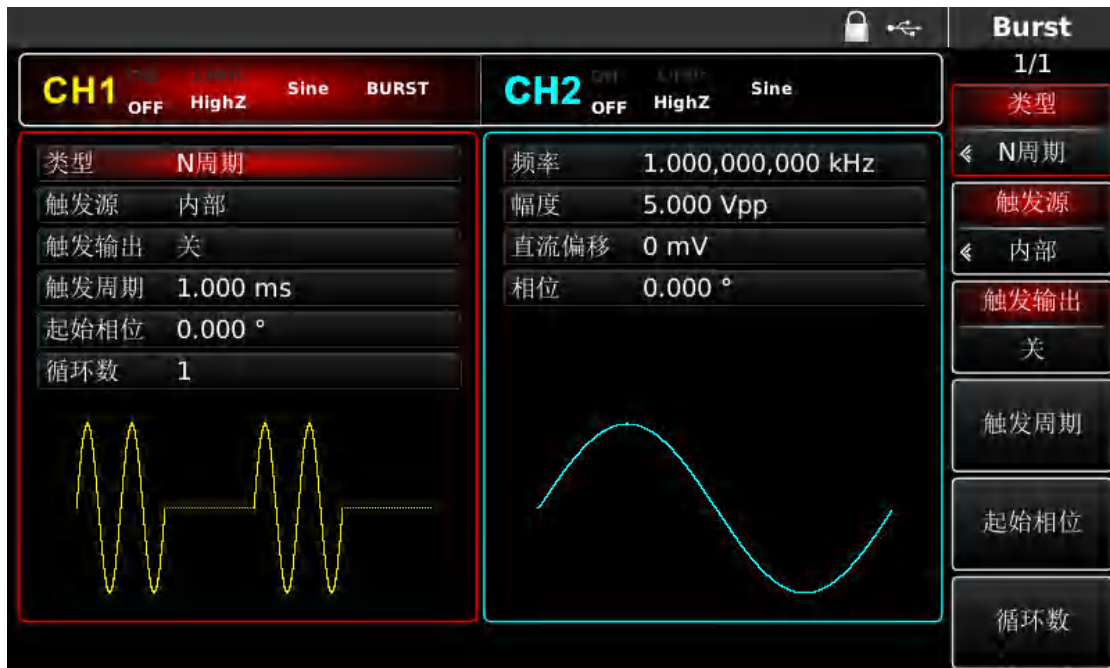 Burst
1/1
CH1 OFF HighZ Sine BURST
CH2 OFF HighZ Sine
类型 N周期
触发源 内部
触发输出 关
触发周期 1.000 ms
起始相位 0.000 °
循环数 1
频率 1.000,000,000 kHz
幅度 5.000 Vpp
直流偏移 0 mV
相位 0.000 °
类型
N周期
触发源
内部
触发输出
关
触发周期
起始相位
循环数